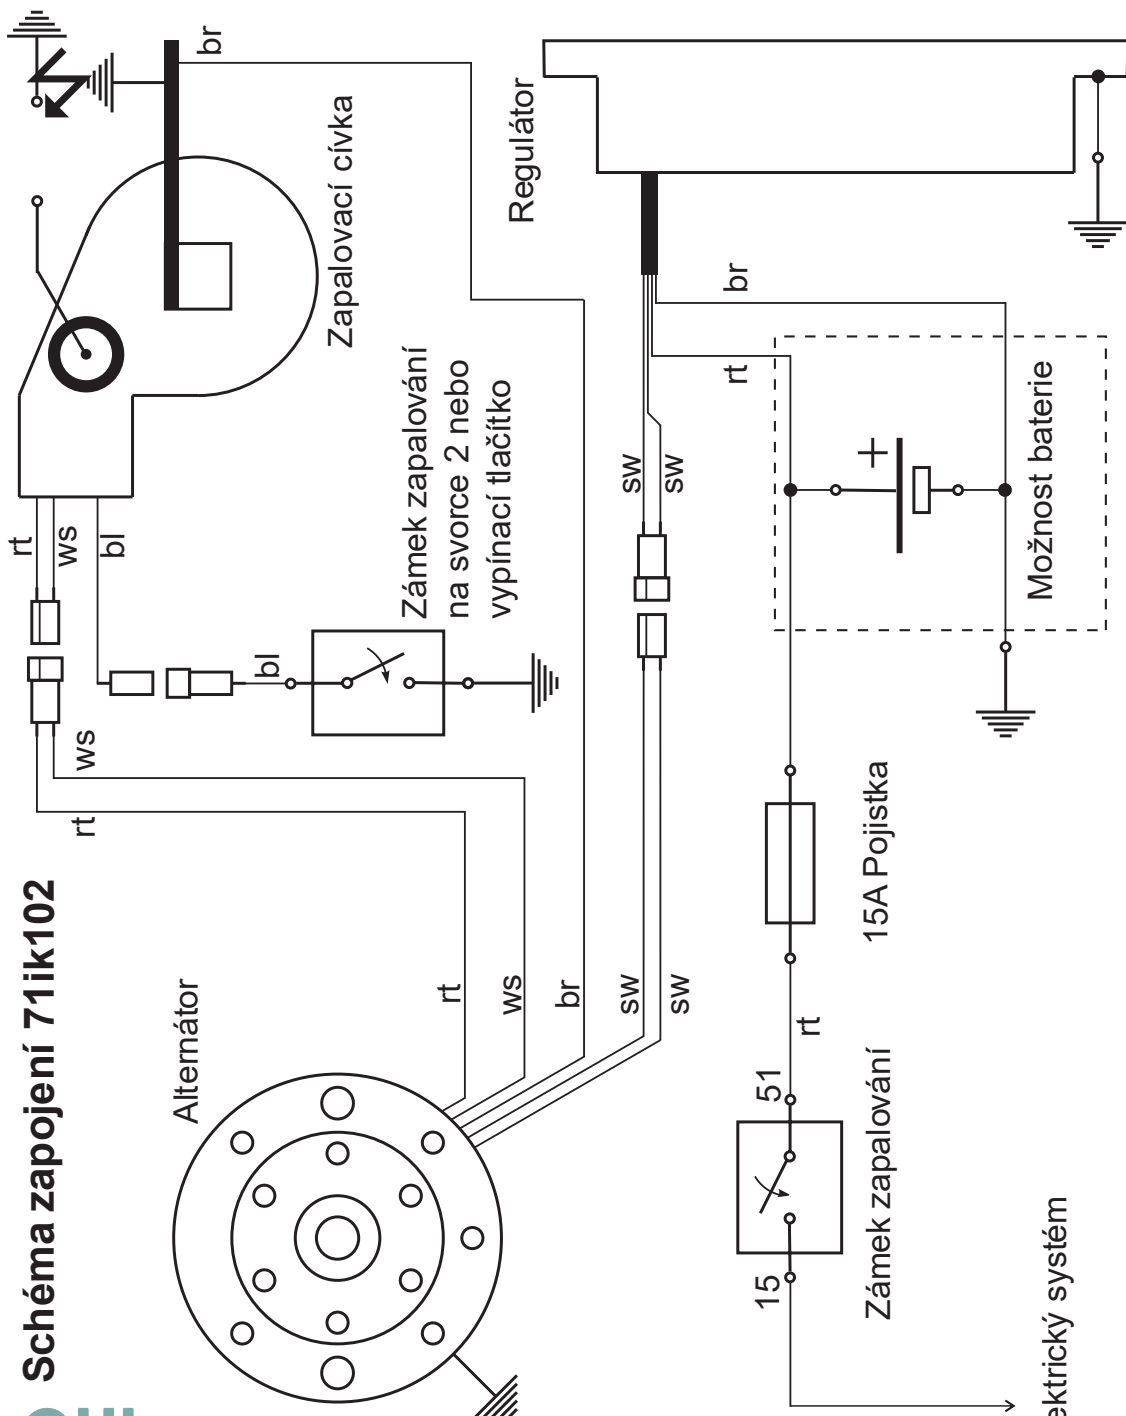 Schéma zapojení 71ik102
br
Zapalovací cívka
Regulátor
rt
ws
bl
Zámek zapalování
na svorce 2 nebo
vypínací tlačítko
bl
ws
rt
br
rt
sw
sw
+
Možnost baterie
Alternátor
rt
ws
br
sw
sw
15A Pojistka
rt
51
15
Zámek zapalování
ektrický systém